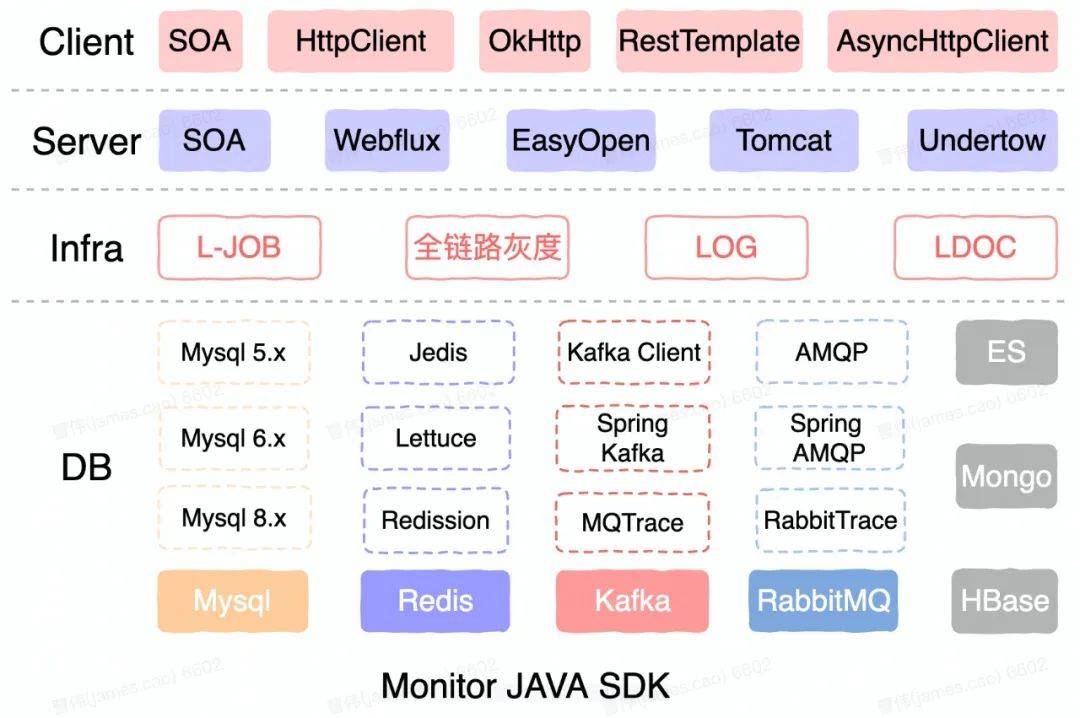 Client SOA HttpClient OkHttp RestTemplate AsyncHttpClient
Server SOA Webflux EasyOpen Tomcat Undertow
Infra L-JOB 全链路灰度 LOG LDOC
DB
Mysql 5.x Jedis Kafka Client AMQP ES
Mysql 6.x Lettuce Spring Kafka Spring AMQP Mongo
Mysql 8.x Redission MQTrace RabbitTrace
Mysql Redis Kafka RabbitMQ HBase
Monitor JAVA SDK
曹伟(james.cao) 6602